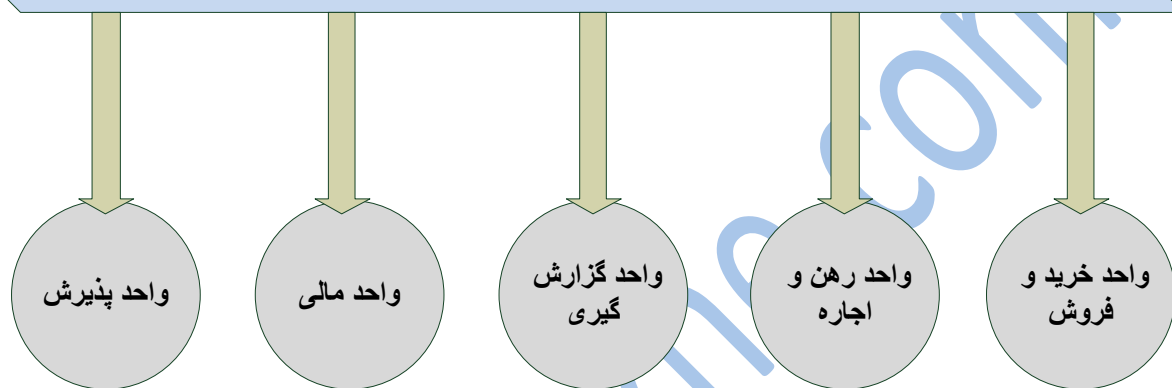 واحد خرید و
فروش
واحد رهن و
اجاره
واحد گزارش
گیری
واحد مالی
واحد پذیرش